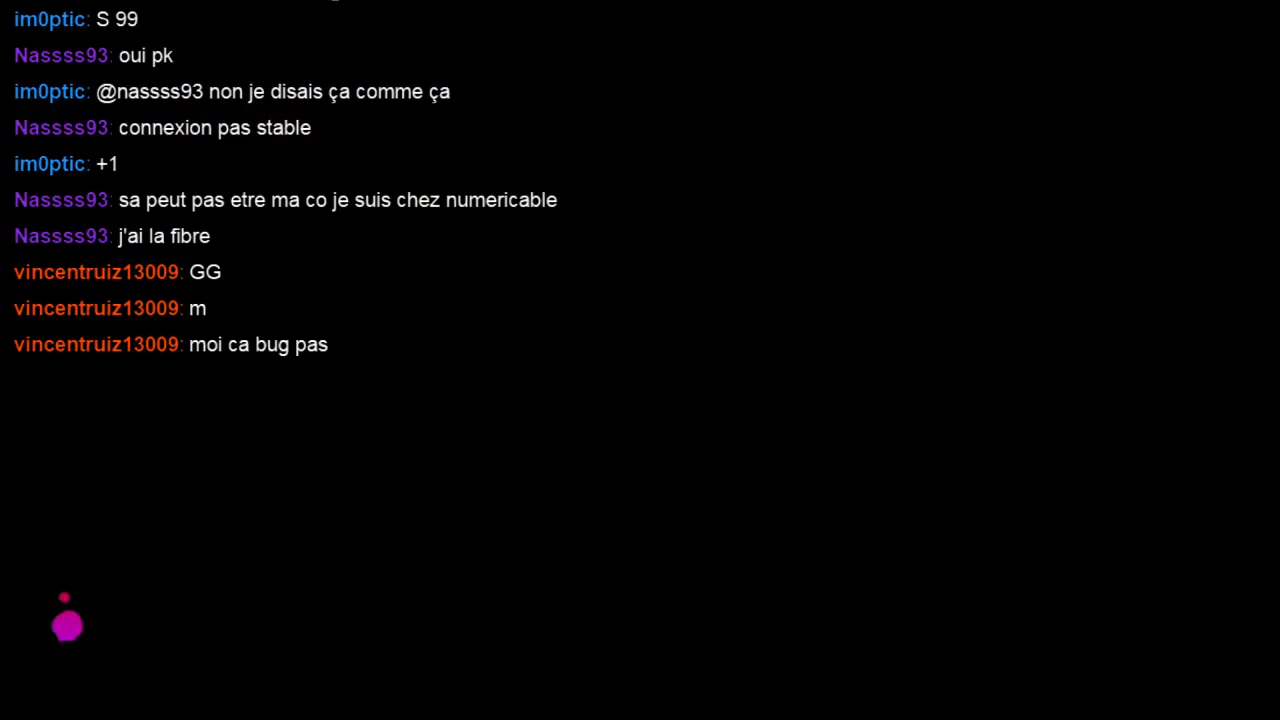 im0ptic: S 99
Nassss93: oui pk
im0ptic: @nassss93 non je disais ça comme ça
Nassss93: connexion pas stable
im0ptic: +1
Nassss93: sa peut pas etre ma co je suis chez numericable
Nassss93: j'ai la fibre
vincentruiz13009: GG
vincentruiz13009: m
vincentruiz13009: moi ca bug pas